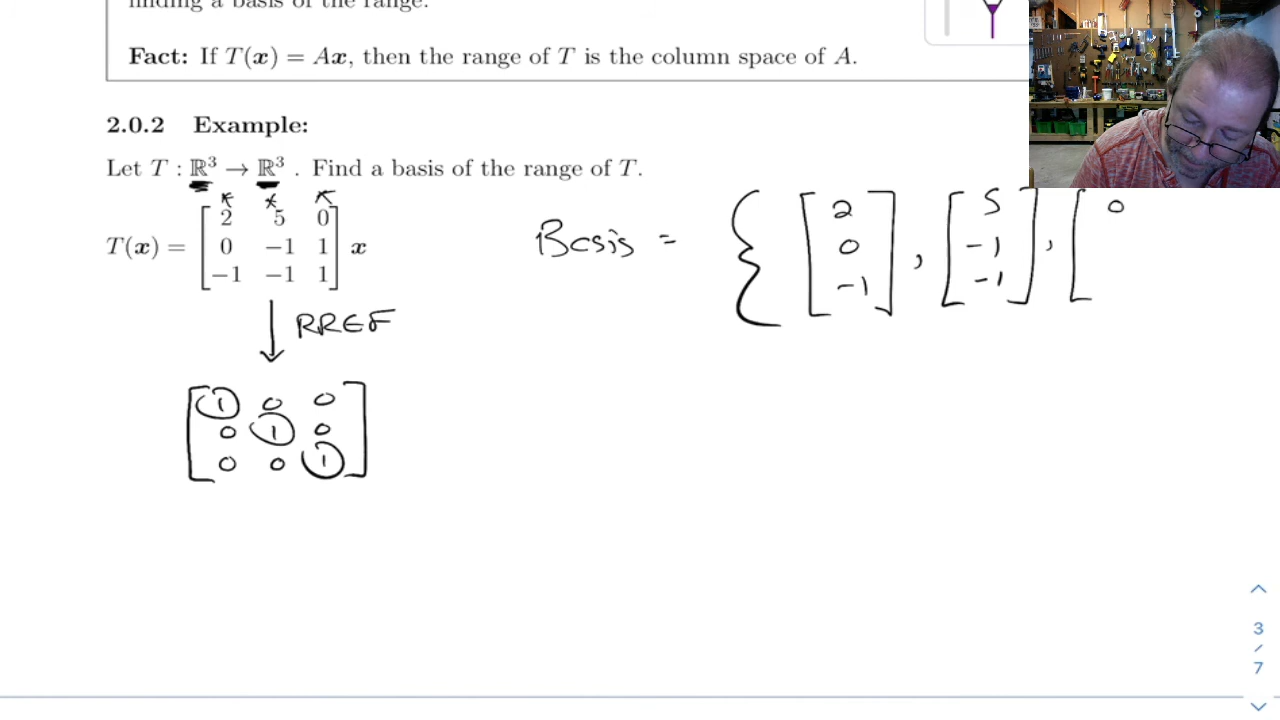 finding a basis of the range.
Fact: If T(x) = Ax, then the range of T is the column space of A.
2.0.2 Example:
Let T : ℝ³ → ℝ³ . Find a basis of the range of T.
T(x) = [2 5 0
0 −1 1
−1 −1 1] x
Basis = { [2
0
-1] , [5
-1
-1] , [0
↓ RREF
[1 0 0
0 1 0
0 0 1]
3
/
7